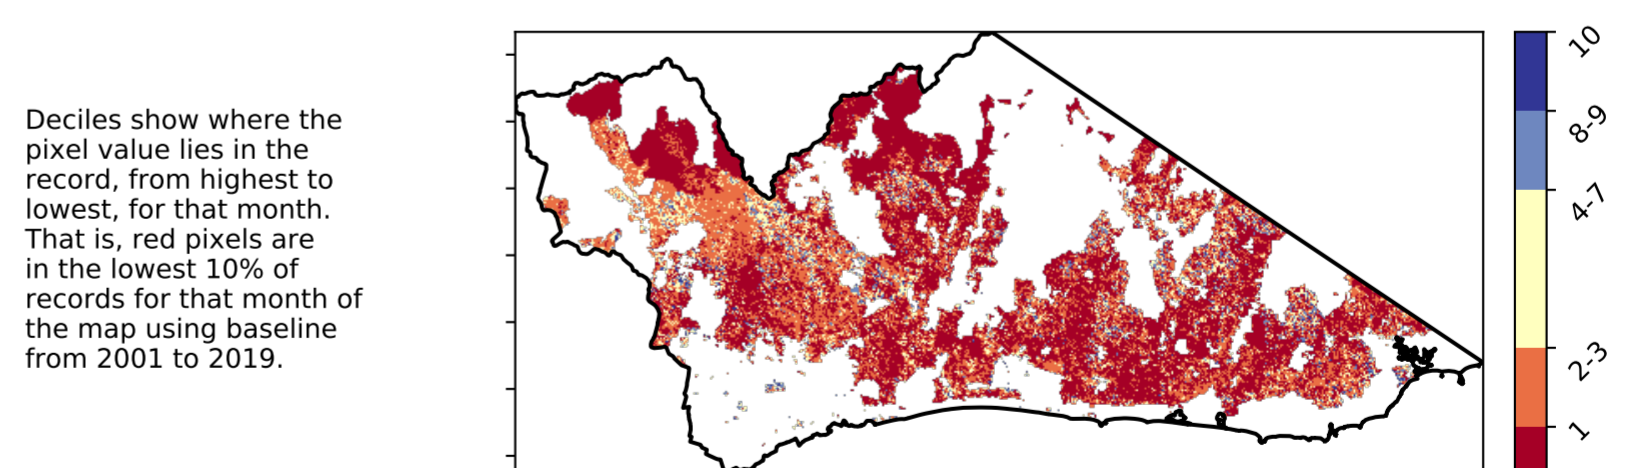 Deciles show where the
pixel value lies in the
record, from highest to
lowest, for that month.
That is, red pixels are
in the lowest 10% of
records for that month of
the map using baseline
from 2001 to 2019.
10
8-9
4-7
2-3
1